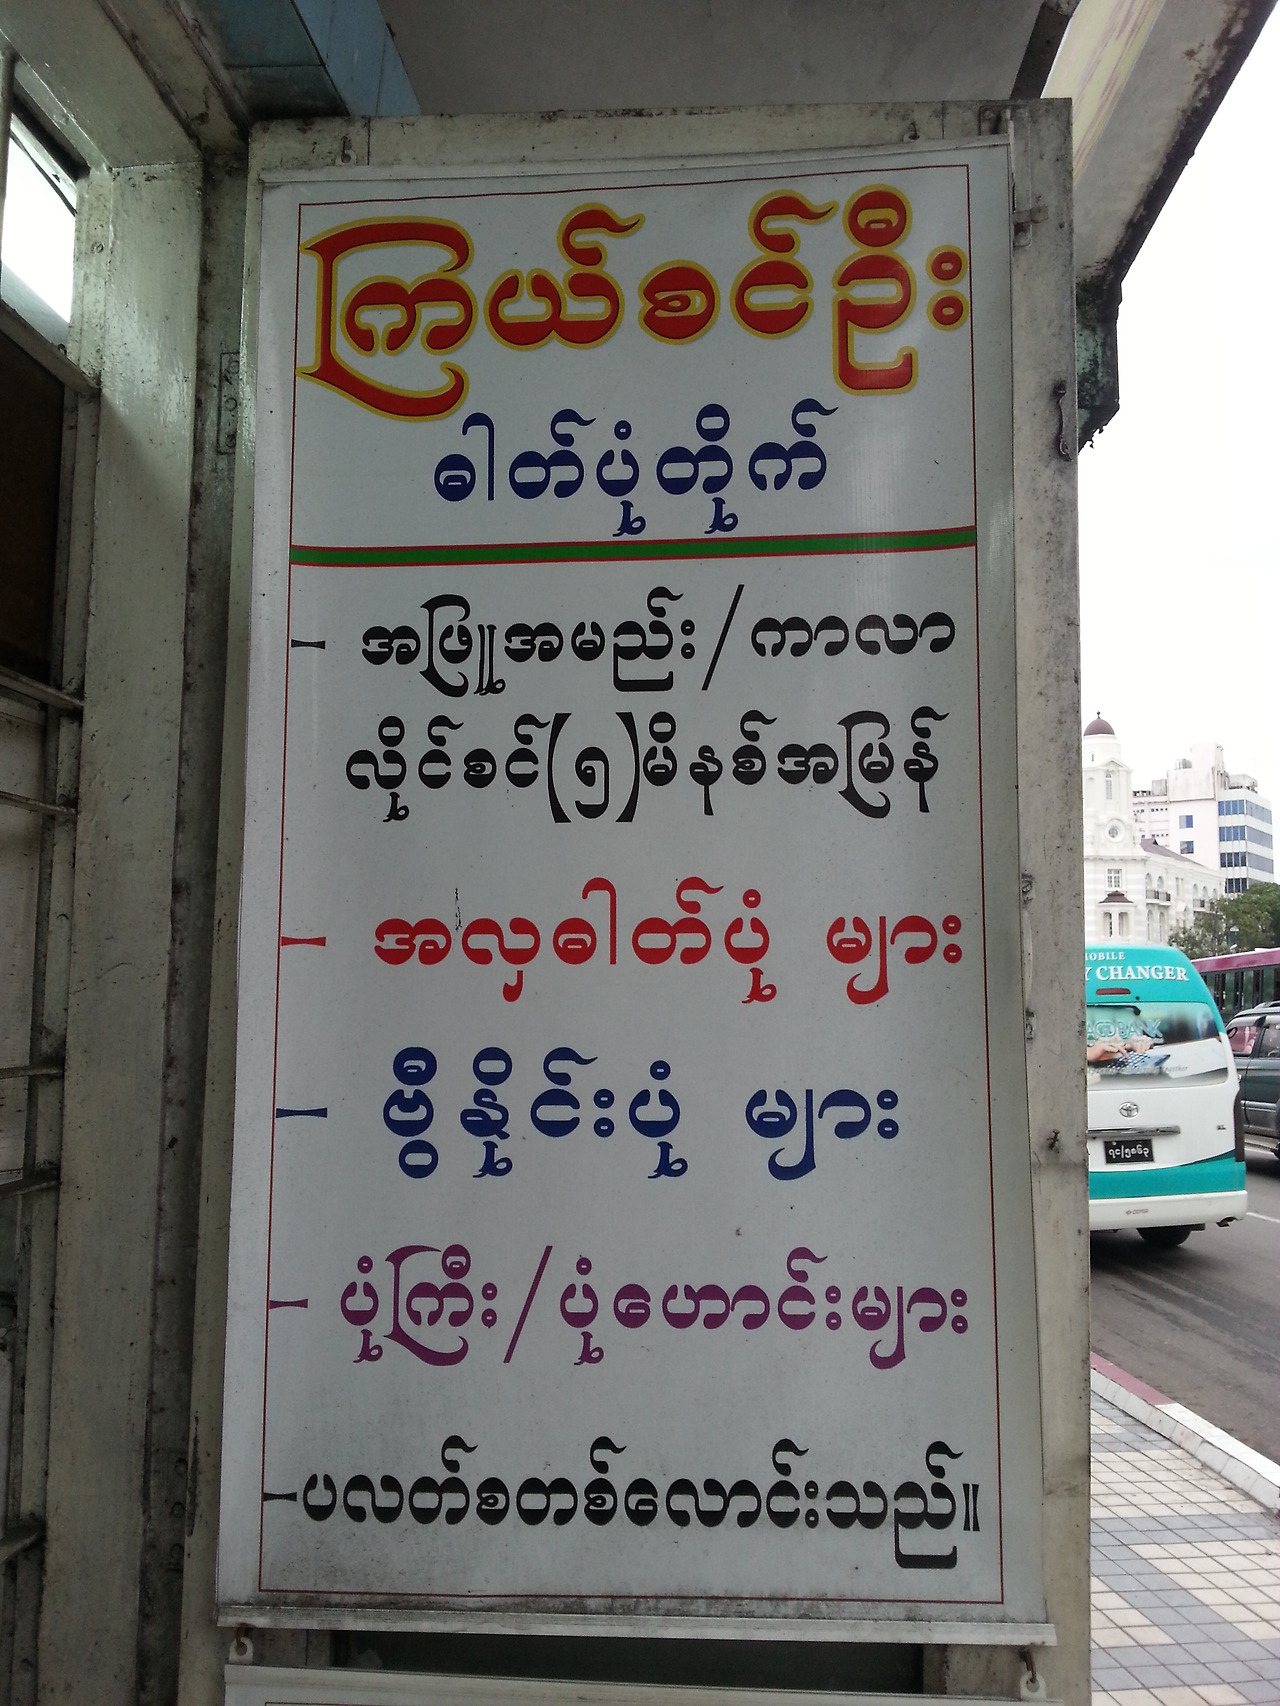 ကြယ်စင်ဦး
ဓါတ်ပုံတိုက်
- အဖြူအမည်း/ကာလာ
လိုင်စင်(၅)မိနစ်အမြန်
- အလှဓါတ်ပုံ များ
- ဗွီနိုင်းပုံ များ
- ပုံကြီး/ပုံဟောင်းများ
-ပလတ်စတစ်လောင်းသည်။
MOBILE
Y CHANGER